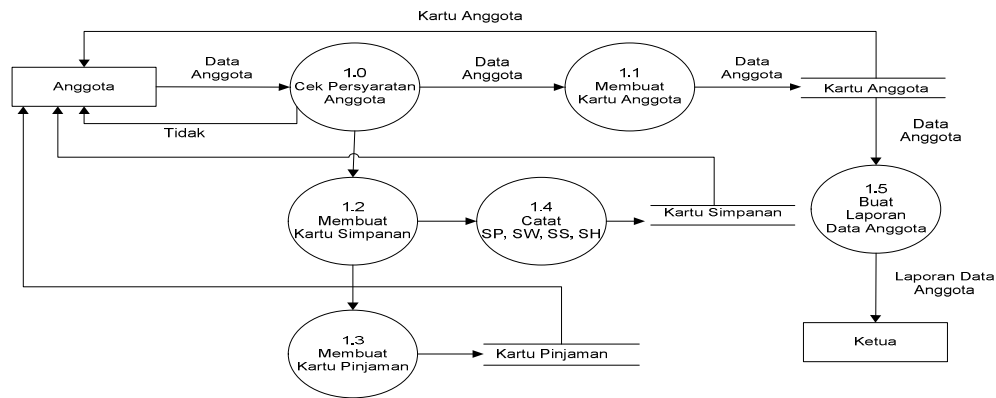 Kartu Anggota
Data
Anggota
Data
Anggota
Data
Anggota
Anggota
1.0
Cek Persyaratan
Anggota
1.1
Membuat
Kartu Anggota
Kartu Anggota
Tidak
Data
Anggota
1.2
Membuat
Kartu Simpanan
1.4
Catat
SP, SW, SS, SH
Kartu Simpanan
1.5
Buat
Laporan
Data Anggota
Laporan Data
Anggota
1.3
Membuat
Kartu Pinjaman
Kartu Pinjaman
Ketua